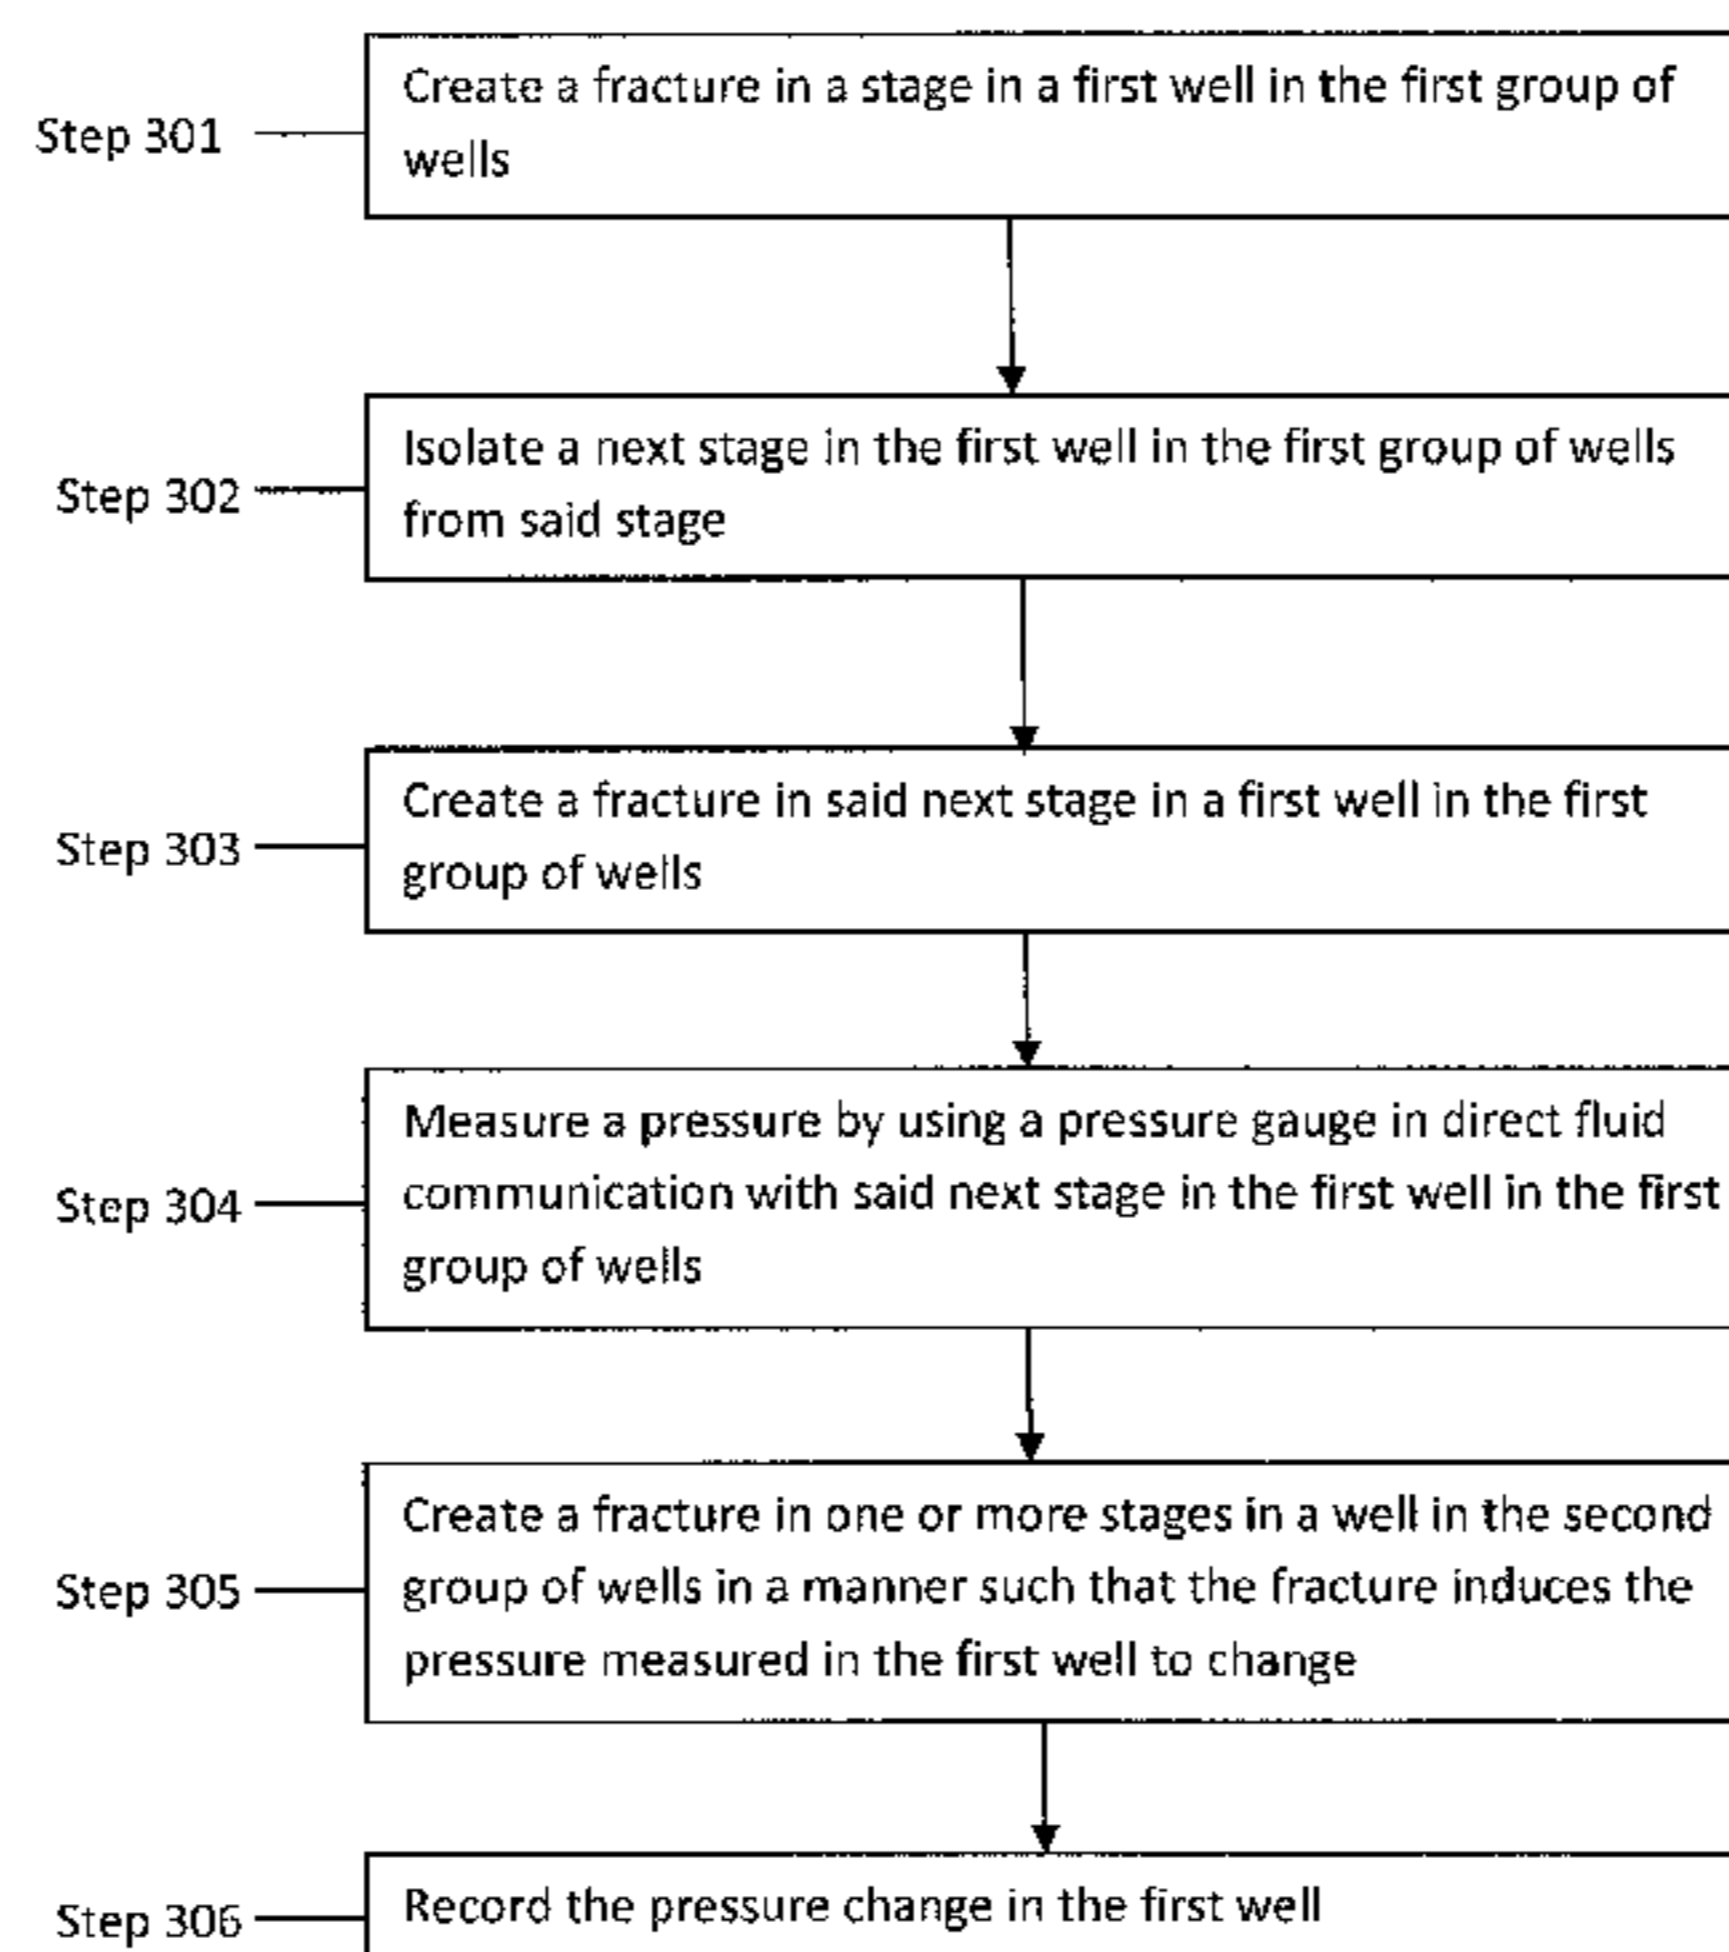 Create a fracture in a stage in a first well in the first group of
wells
Step 301
Isolate a next stage in the first well in the first group of wells
from said stage
Step 302
Create a fracture in said next stage in a first well in the first
group of wells
Step 303
Measure a pressure by using a pressure gauge in direct fluid
communication with said next stage in the first well in the first
group of wells
Step 304
Create a fracture in one or more stages in a well in the second
group of wells in a manner such that the fracture induces the
pressure measured in the first well to change
Step 305
Record the pressure change in the first well
Step 306